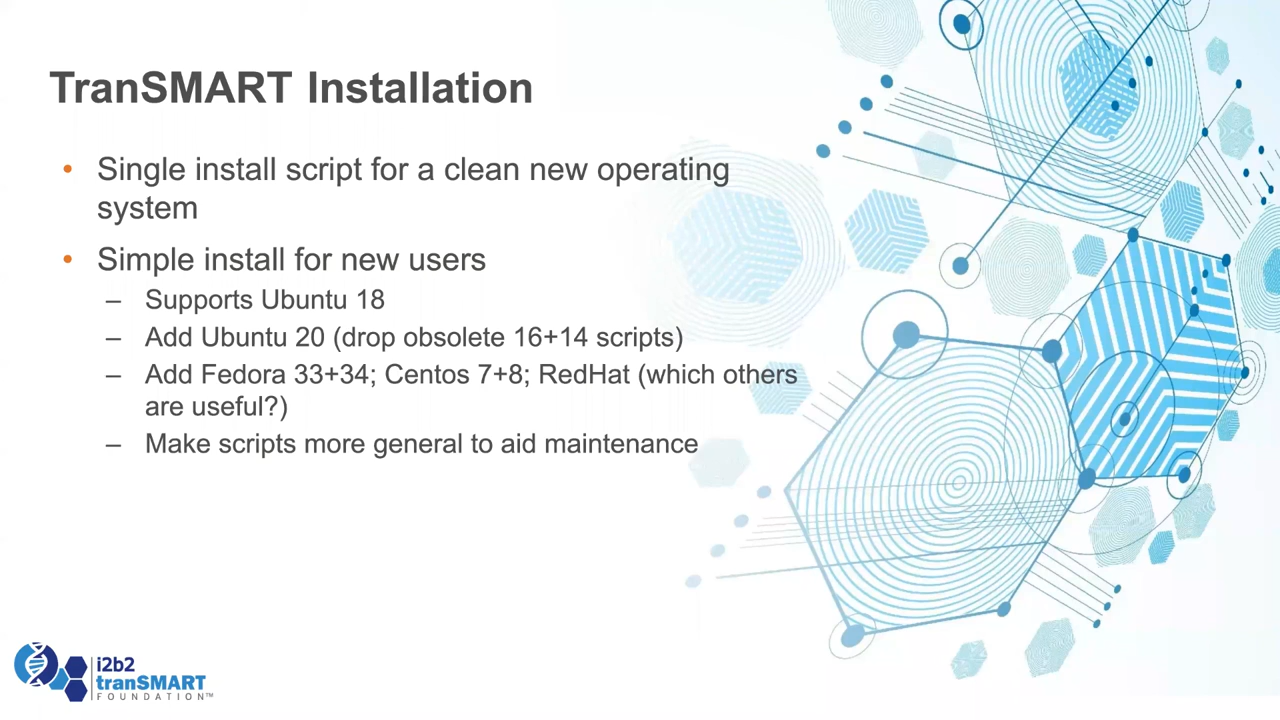 TranSMART Installation
• Single install script for a clean new operating
system
• Simple install for new users
– Supports Ubuntu 18
– Add Ubuntu 20 (drop obsolete 16+14 scripts)
– Add Fedora 33+34; Centos 7+8; RedHat (which others
are useful?)
– Make scripts more general to aid maintenance
i2b2
tranSMART
FOUNDATION™